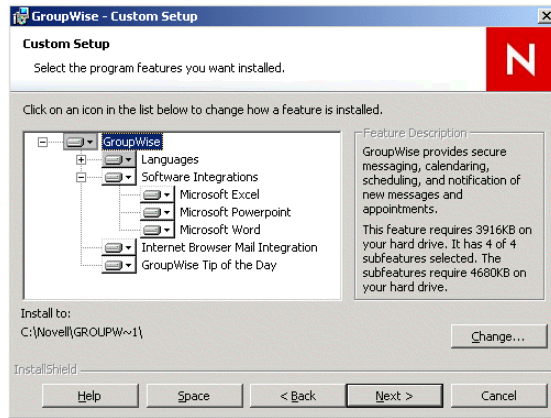 GroupWise - Custom Setup
Custom Setup
Select the program features you want installed.
N
Click on an icon in the list below to change how a feature is installed.
GroupWise
Languages
Software Integrations
Microsoft Excel
Microsoft Powerpoint
Microsoft Word
Internet Browser Mail Integration
GroupWise Tip of the Day
Feature Description
GroupWise provides secure
messaging, calendaring,
scheduling, and notification of
new messages and
appointments.
This feature requires 3916KB on
your hard drive. It has 4 of 4
subfeatures selected. The
subfeatures require 4680KB on
your hard drive.
Install to:
C:\Novell\GROUPW~1\
Change...
InstallShield
Help
Space
< Back
Next >
Cancel